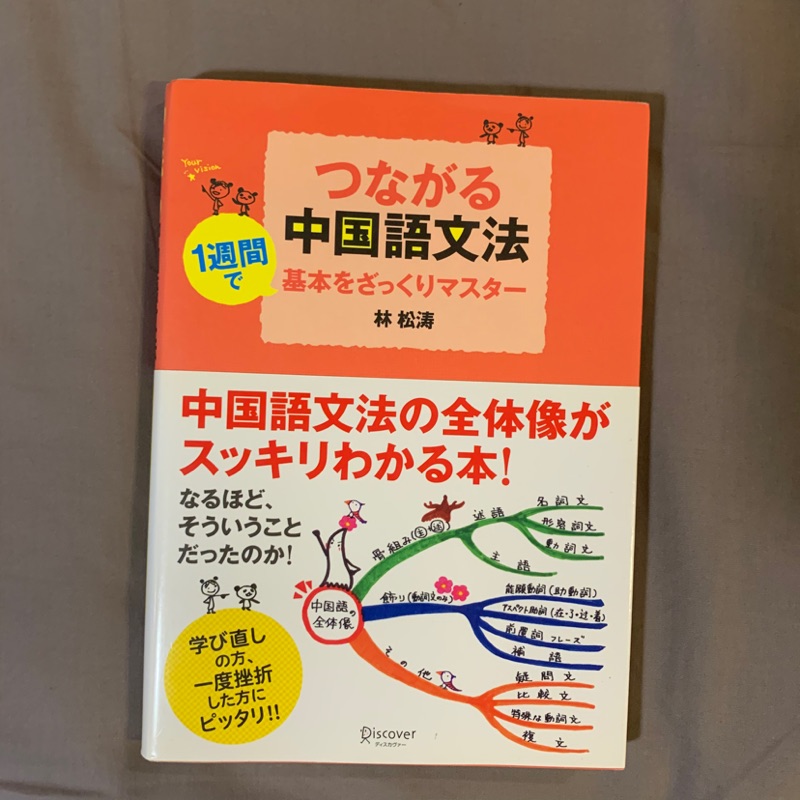 Your
vision
つながる
中国語文法
1週間
で
基本をざっくりマスター
林 松涛
中国語文法の全体像が
スッキリわかる本!
なるほど、
そういうこと
だったのか!
学び直し
の方、
一度挫折
した方に
ピッタリ!!
中国語の
全体像
骨組み(主・述)
述語
名詞文
形容詞文
動詞文
主語
飾り(動詞文のみ)
能願動詞(助動詞)
アスペクト助詞(在・了・过・着)
前置詞フレーズ
補語
その他
疑問文
比較文
特殊な動詞文
複文
Discover
ディスカヴァー